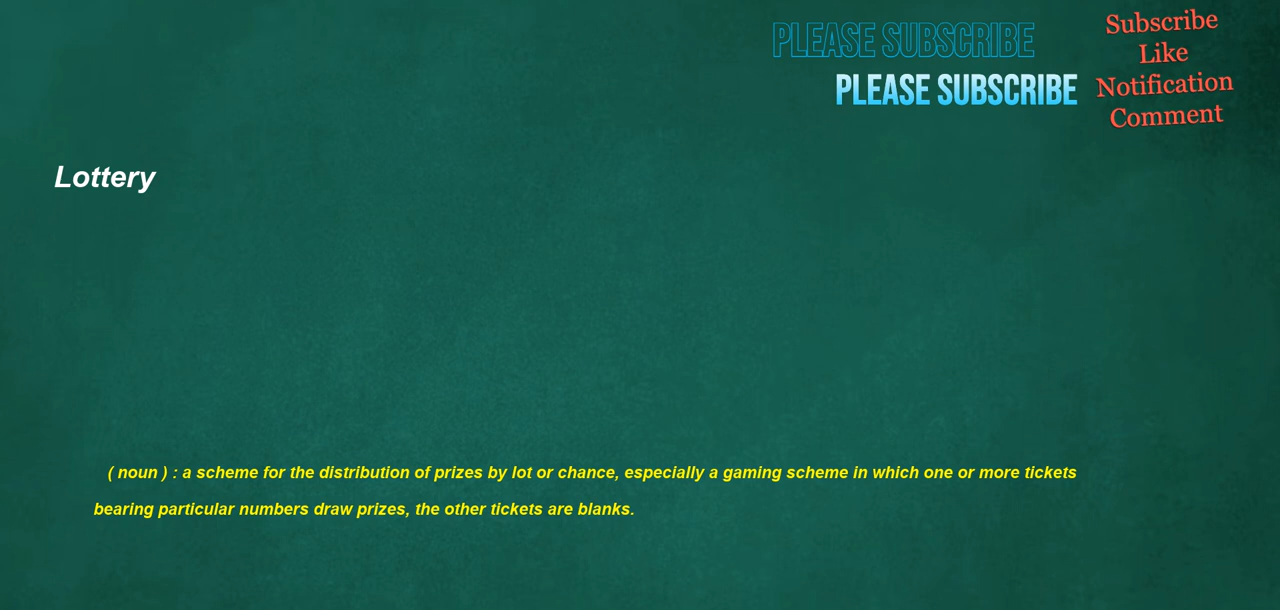 PLEASE SUBSCRIBE
PLEASE SUBSCRIBE
Subscribe
Like
Notification
Comment
Lottery
( noun ) : a scheme for the distribution of prizes by lot or chance, especially a gaming scheme in which one or more tickets
bearing particular numbers draw prizes, the other tickets are blanks.